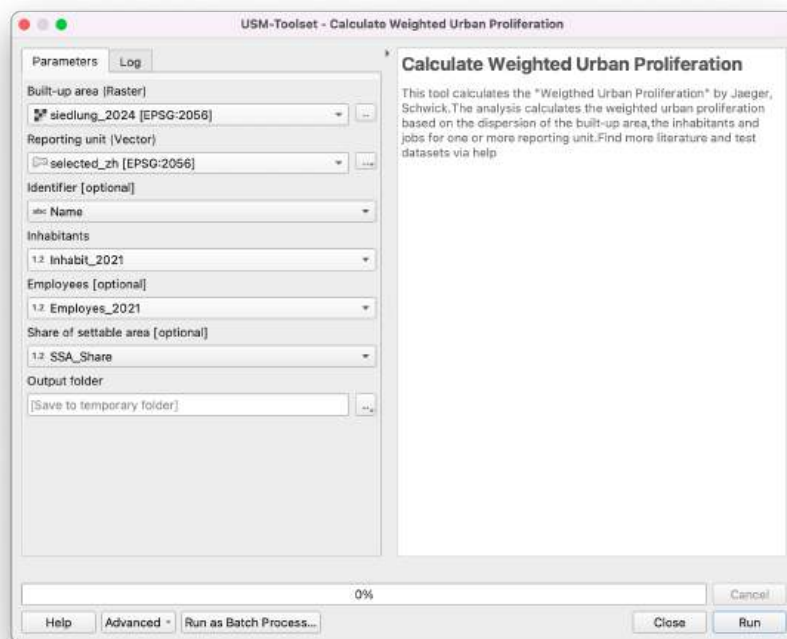 USM-Toolset - Calculate Weighted Urban Proliferation
Parameters
Log
Built-up area (Raster)
siedlung_2024 [EPSG:2056]
...
Reporting unit (Vector)
selected_zh [EPSG:2056]
...
Identifier [optional]
abc Name
Inhabitants
1.2 Inhabit_2021
Employees [optional]
1.2 Employes_2021
Share of settable area [optional]
1.2 SSA_Share
Output folder
[Save to temporary folder]
...
Calculate Weighted Urban Proliferation
This tool calculates the "Weigthed Urban Proliferation" by Jaeger,
Schwick.The analysis calculates the weighted urban proliferation
based on the dispersion of the built-up area,the inhabitants and
jobs for one or more reporting unit.Find more literature and test
datasets via help
0%
Cancel
Help
Advanced
Run as Batch Process...
Close
Run